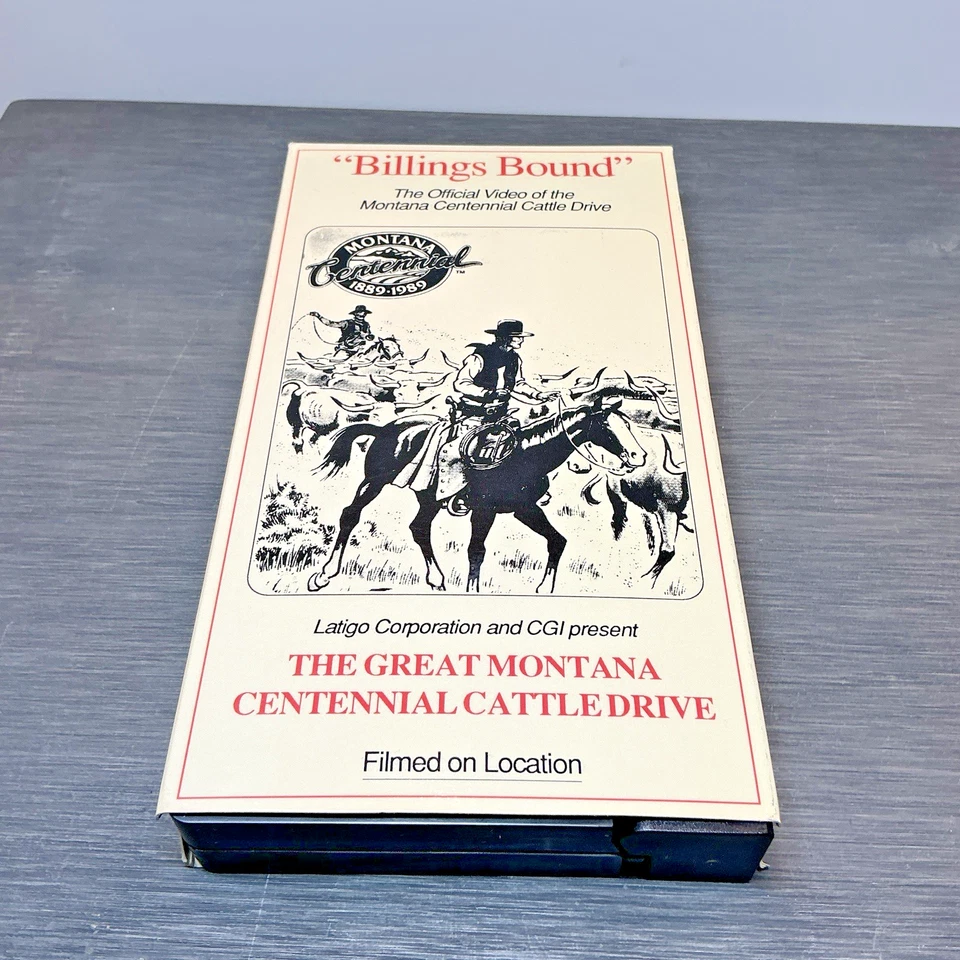 “Billings Bound”
The Official Video of the
Montana Centennial Cattle Drive
MONTANA
Centennial™
1889·1989
Latigo Corporation and CGI present
THE GREAT MONTANA
CENTENNIAL CATTLE DRIVE
Filmed on Location